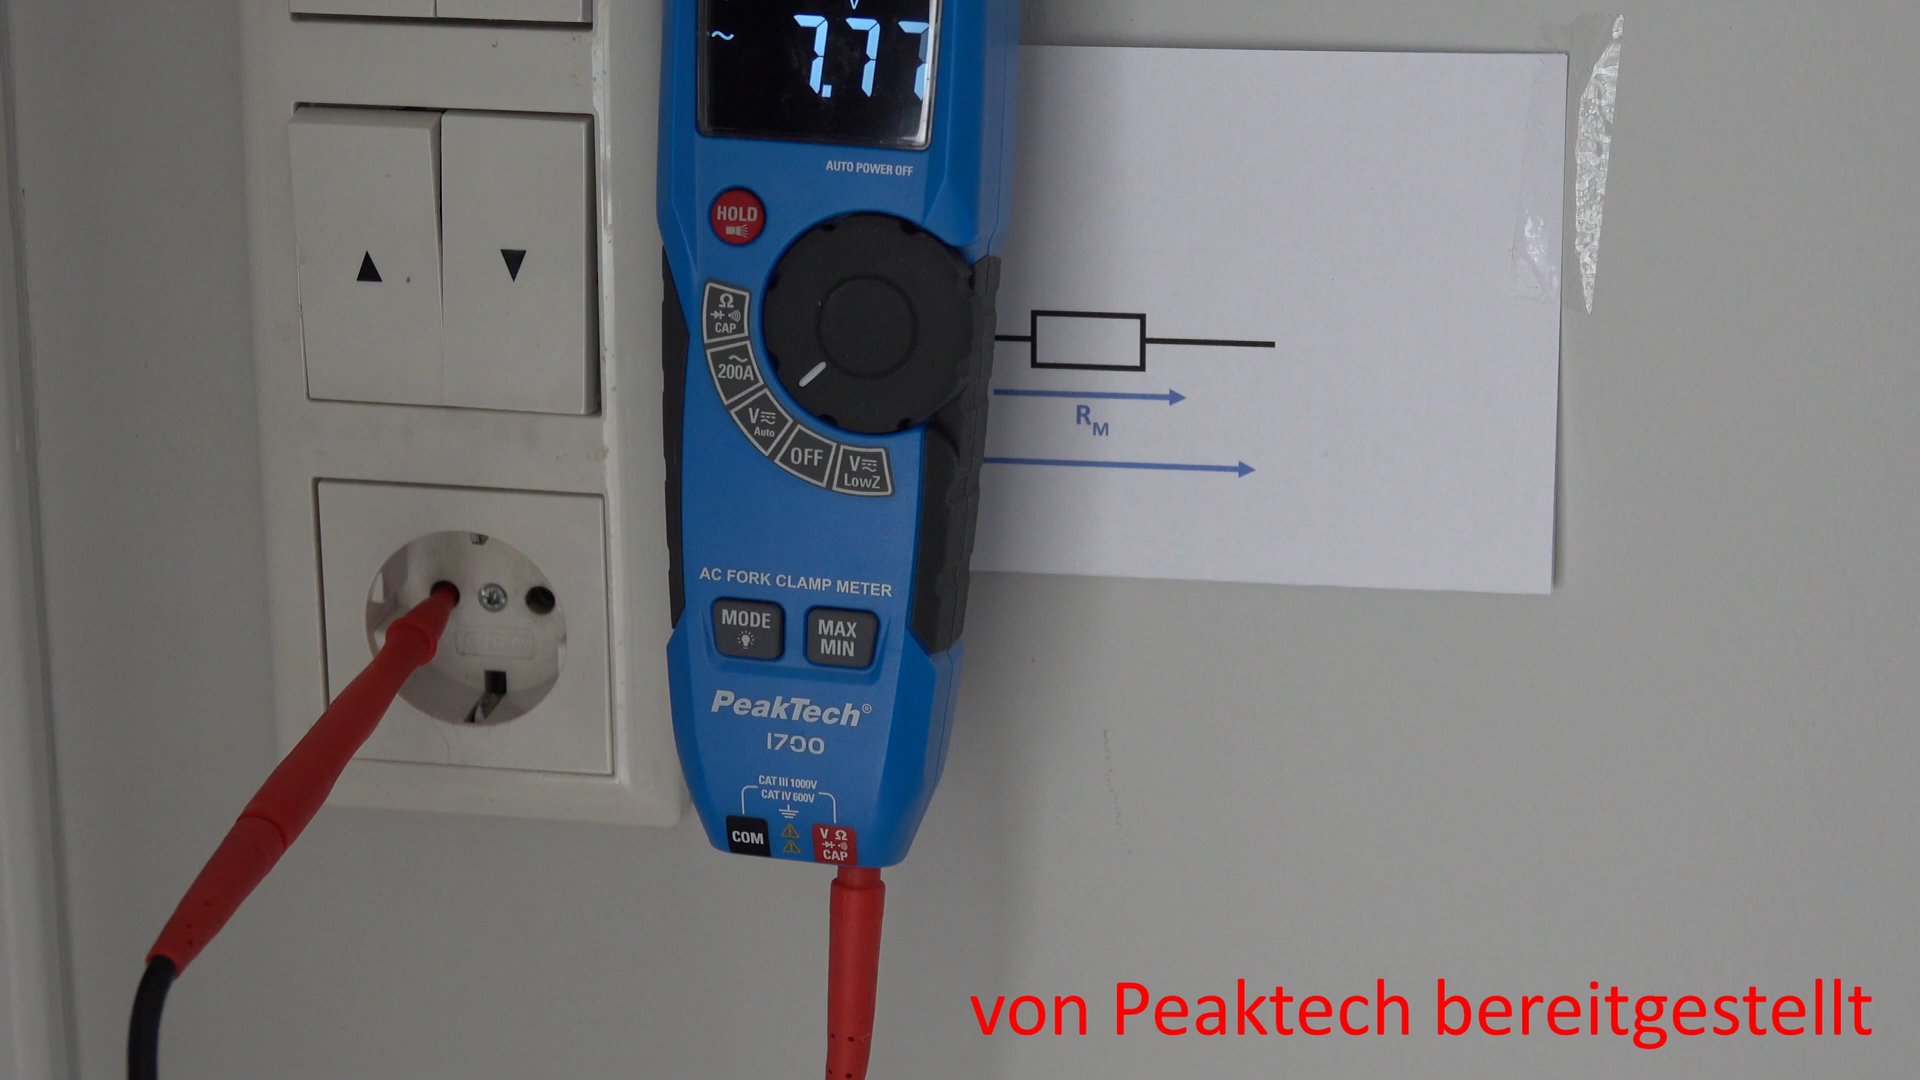 V
~ 7.77
AUTO POWER OFF
HOLD
Ω
CAP
200A
V
Auto
OFF
V
LowZ
R_M
AC FORK CLAMP METER
MODE
MAX
MIN
PeakTech®
1700
CAT III 1000V
CAT IV 600V
COM
V Ω
CAP
von Peaktech bereitgestellt